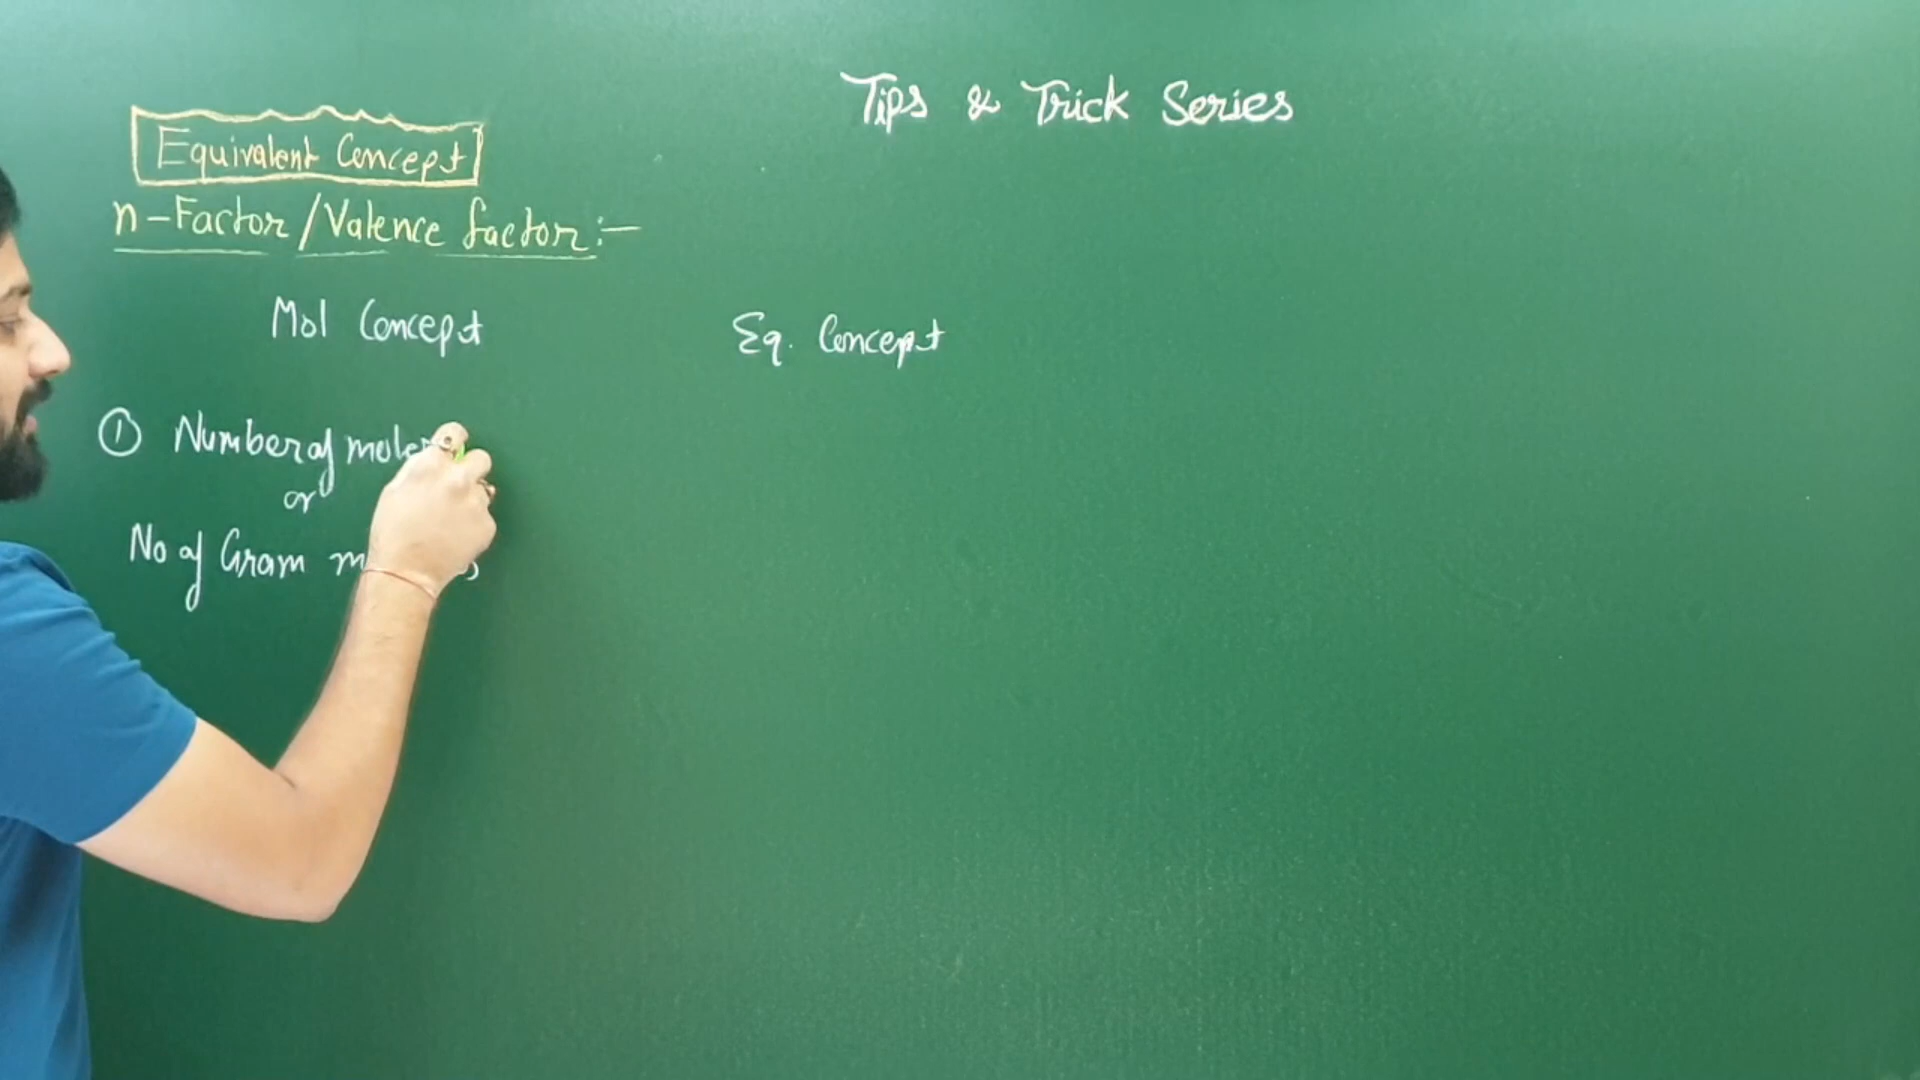 Tips & Trick Series
Equivalent Concept
n-Factor/Valence factor:-
Mol Concept
Eq. Concept
① Number of moles
or
No of Gram